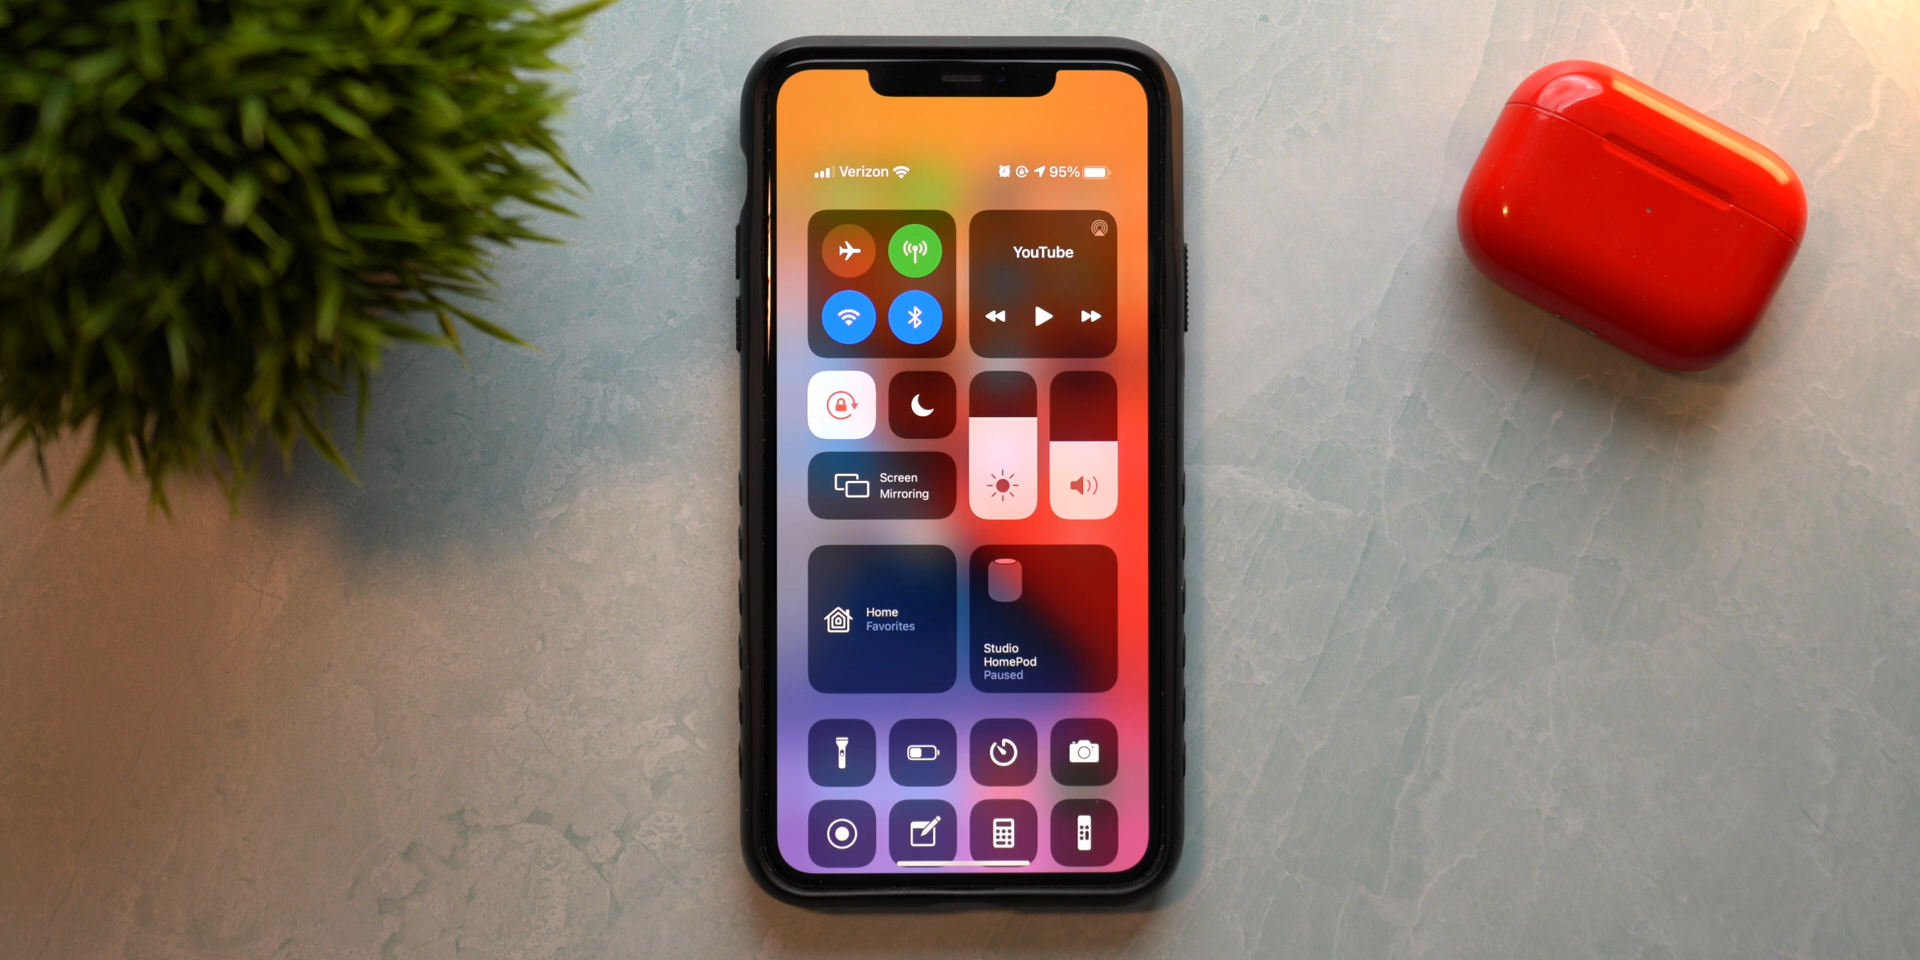 Verizon
95%
YouTube
Screen
Mirroring
Home
Favorites
Studio
HomePod
Paused